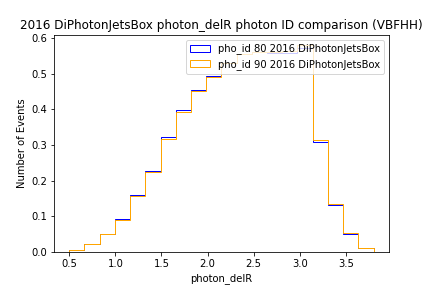 2016 DiPhotonJetsBox photon_delR photon ID comparison (VBFHH)
pho_id 80 2016 DiPhotonJetsBox
pho_id 90 2016 DiPhotonJetsBox
Number of Events
0.6
0.5
0.4
0.3
0.2
0.1
0.0
0.5 1.0 1.5 2.0 2.5 3.0 3.5
photon_delR